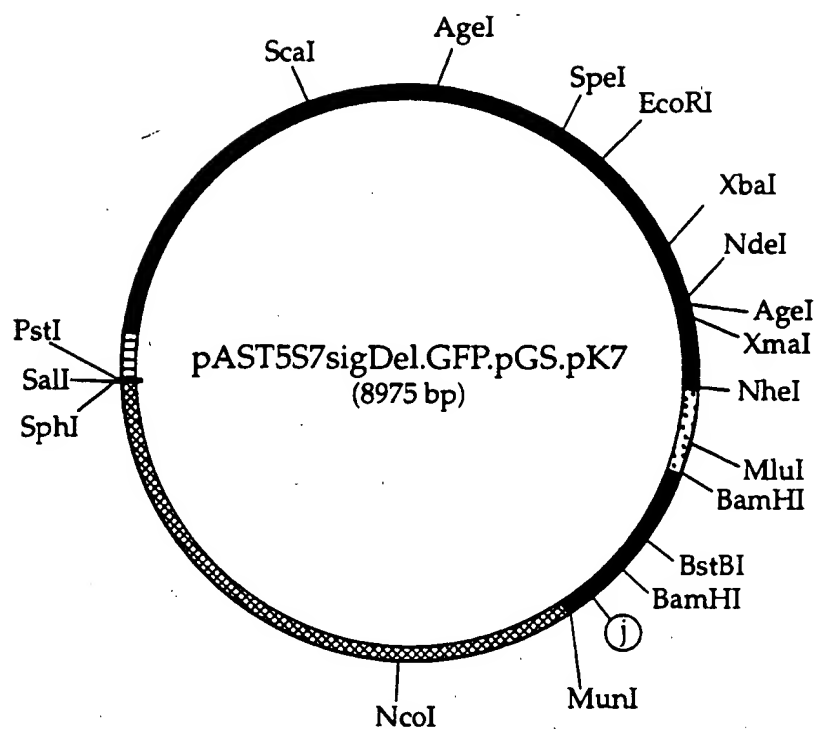 AgeI
ScaI
SpeI
EcoRI
XbaI
NdeI
AgeI
XmaI
PstI
pAST5S7sigDel.GFP.pGS.pK7
SalI
(8975 bp)
NheI
SphI
MluI
BamHI
BstBI
BamHI
j
MunI
NcoI